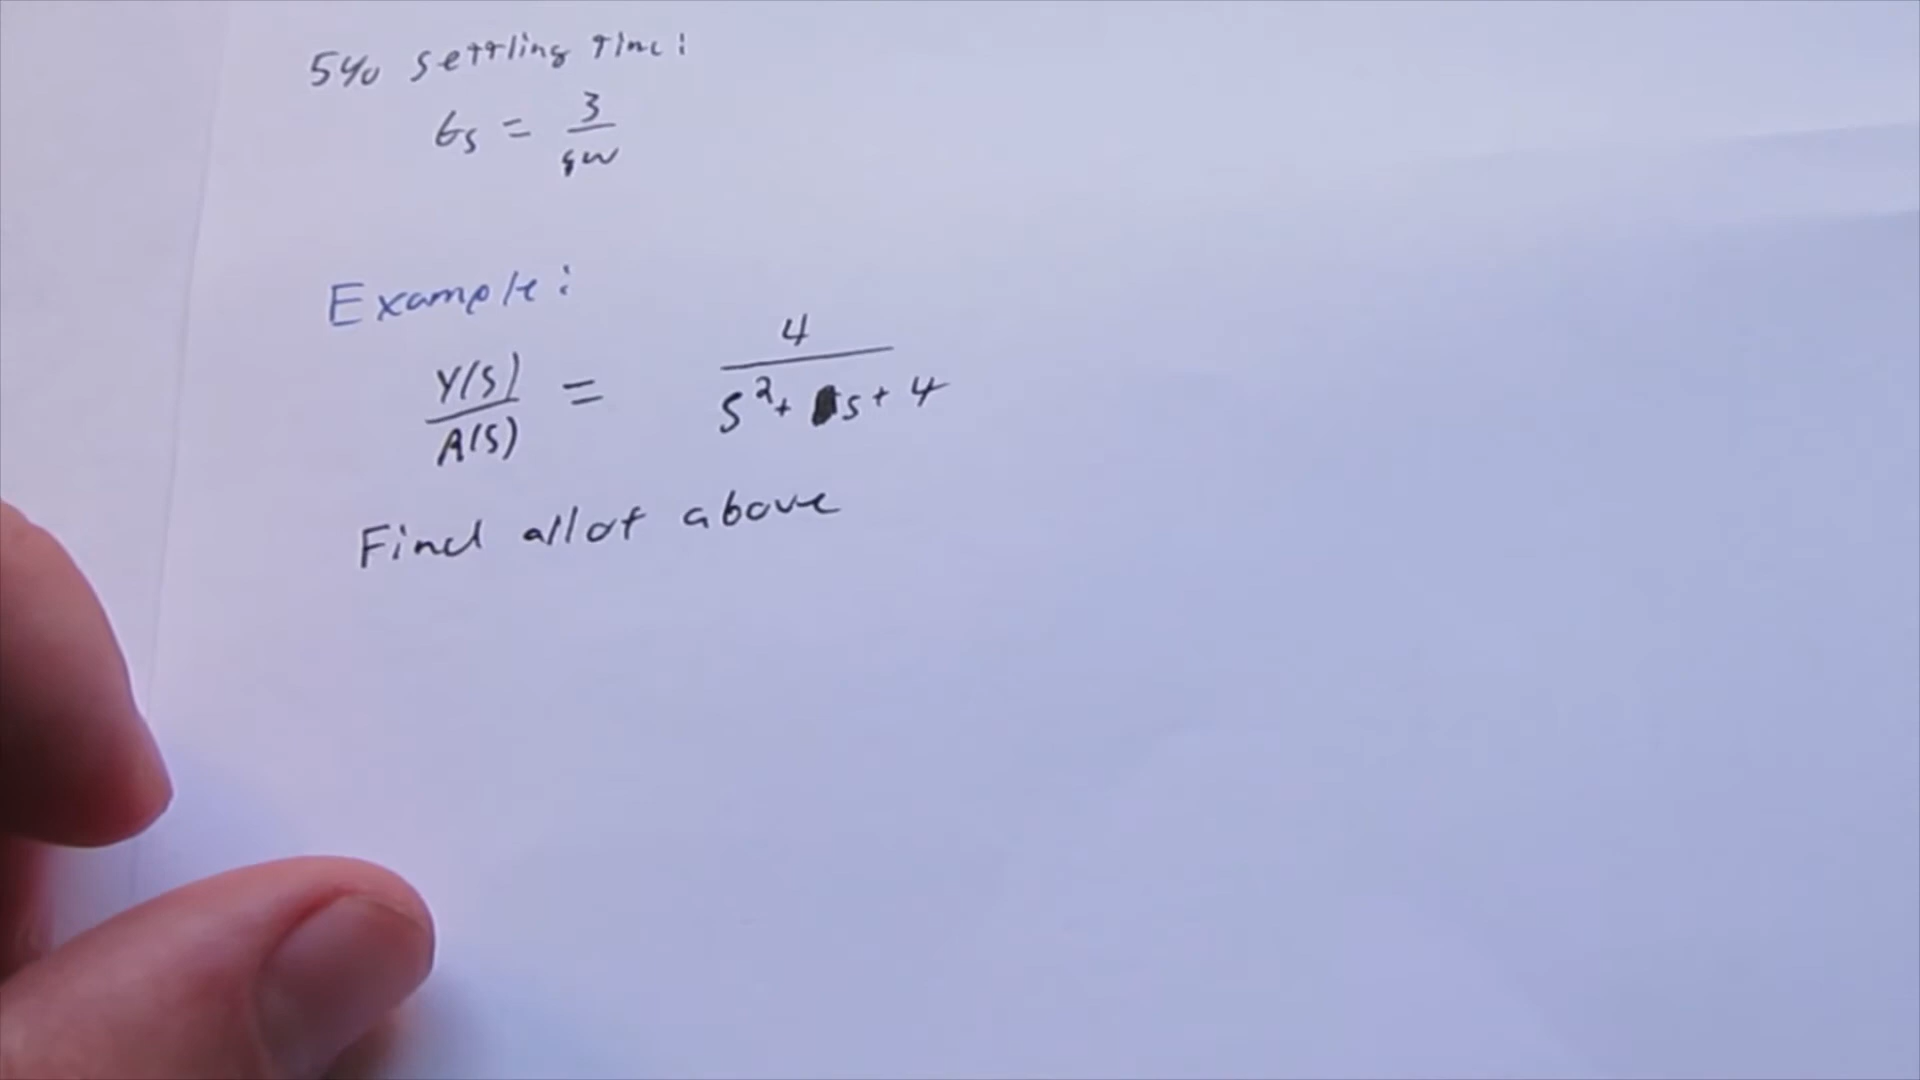 5% settling time:
ts = 3/ζω
Example:
Y(s)/R(s) = 4/(s²+ s+4)
Find all of above